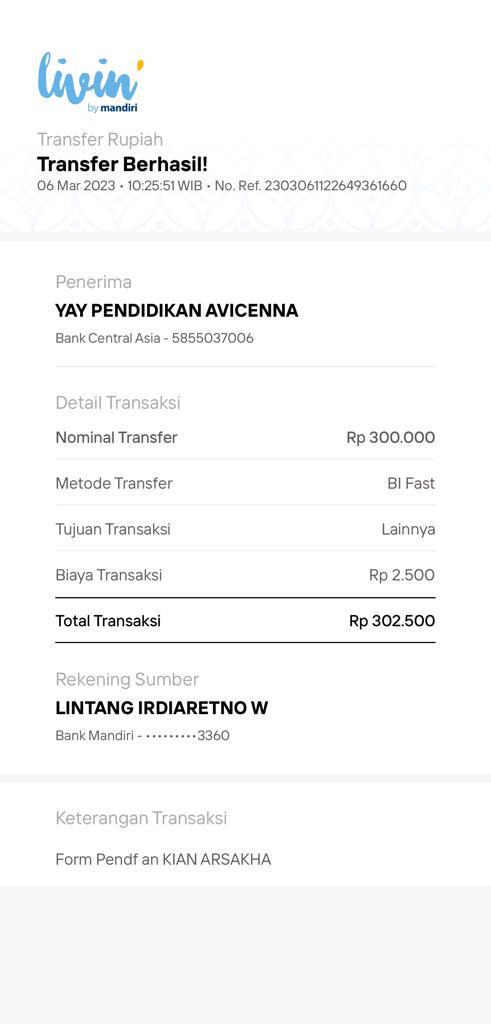 livin'
by mandiri
Transfer Rupiah
Transfer Berhasil!
06 Mar 2023 • 10:25:51 WIB • No. Ref. 2303061122649361660
Penerima
YAY PENDIDIKAN AVICENNA
Bank Central Asia - 5855037006
Detail Transaksi
Nominal Transfer Rp 300.000
Metode Transfer BI Fast
Tujuan Transaksi Lainnya
Biaya Transaksi Rp 2.500
Total Transaksi Rp 302.500
Rekening Sumber
LINTANG IRDIARETNO W
Bank Mandiri - •••••••••3360
Keterangan Transaksi
Form Pendf an KIAN ARSAKHA